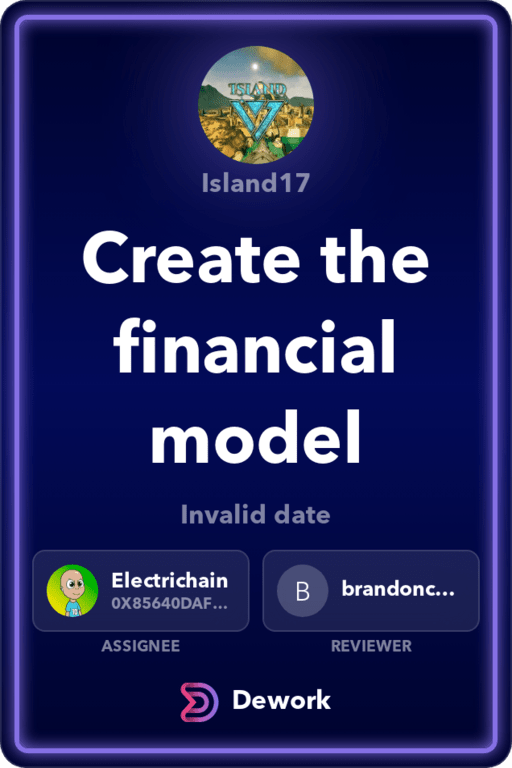 ISLAND
Island17
Create the
financial
model
Invalid date
Electrichain
0X85640DAF...
ASSIGNEE
B
brandonc...
REVIEWER
Dework